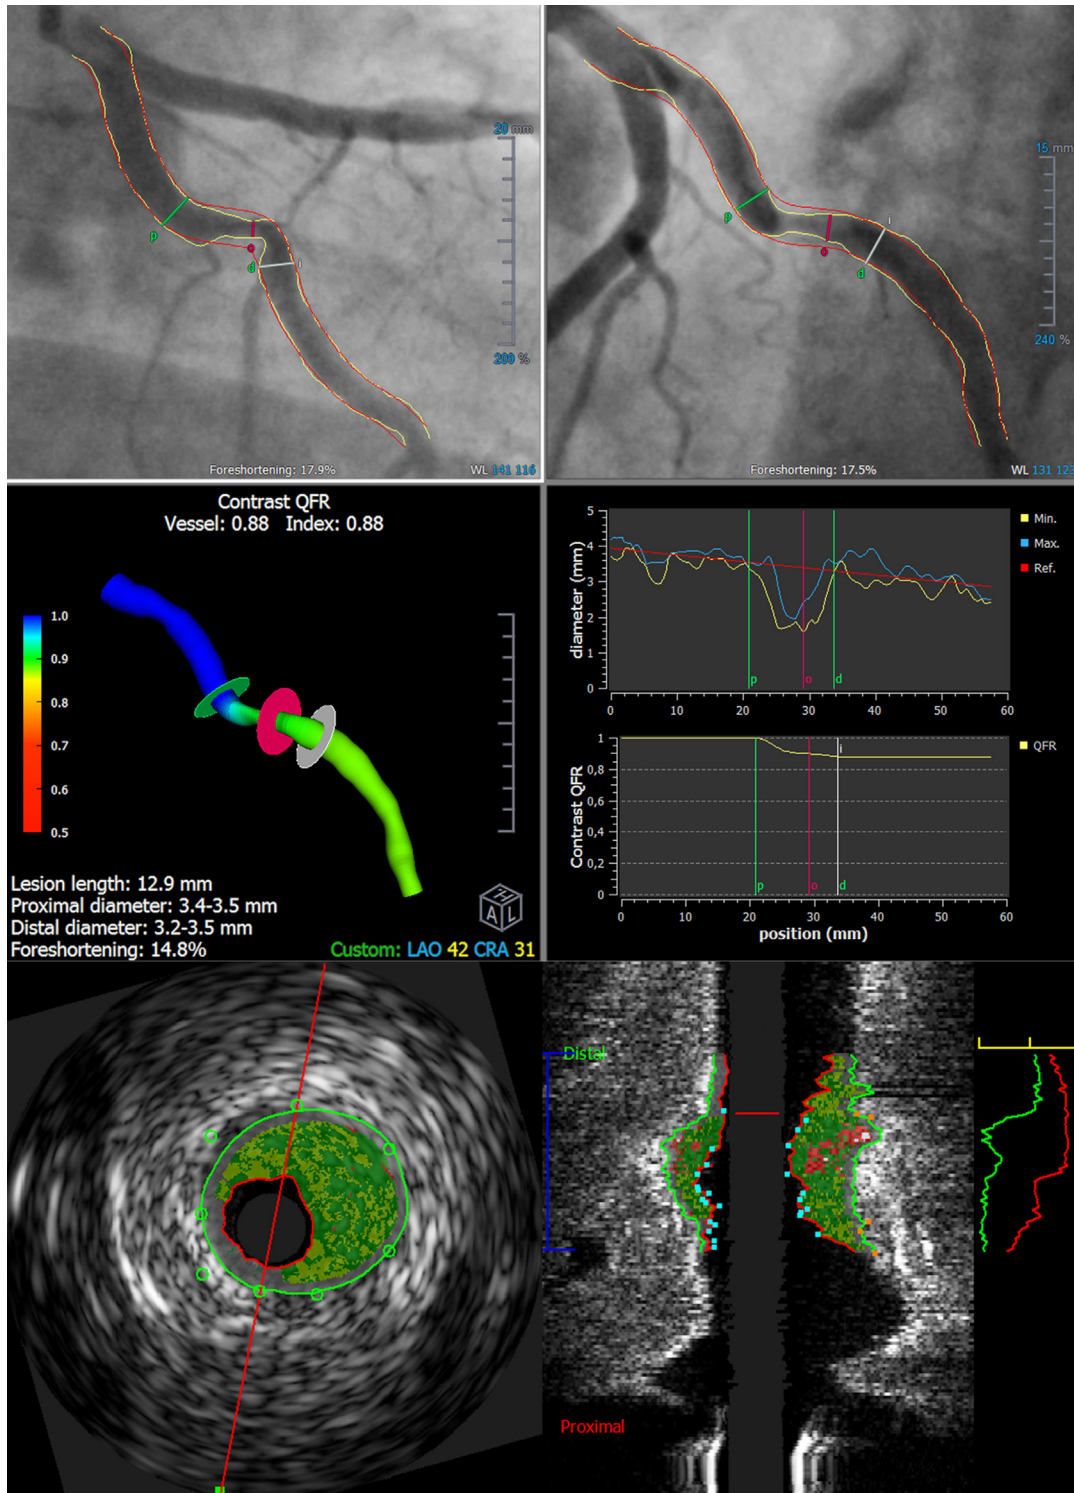 20 mm
p
o
d
i
200 %
Foreshortening: 17.9%
WL 141 116
15 mm
p
o
i
d
240 %
Foreshortening: 17.5%
WL 131 123
Contrast QFR
Vessel: 0.88 Index: 0.88
1.0
0.9
0.8
0.7
0.6
0.5
Lesion length: 12.9 mm
Proximal diameter: 3.4-3.5 mm
Distal diameter: 3.2-3.5 mm
Foreshortening: 14.8%
Custom: LAO 42 CRA 31
H
A L
diameter (mm)
5
4
3
2
1
0
p
o
d
0 10 20 30 40 50 60
Min.
Max.
Ref.
Contrast QFR
1
0,8
0,6
0,4
0,2
0
i
p
o
d
0 10 20 30 40 50 60
position (mm)
QFR
Distal
Proximal